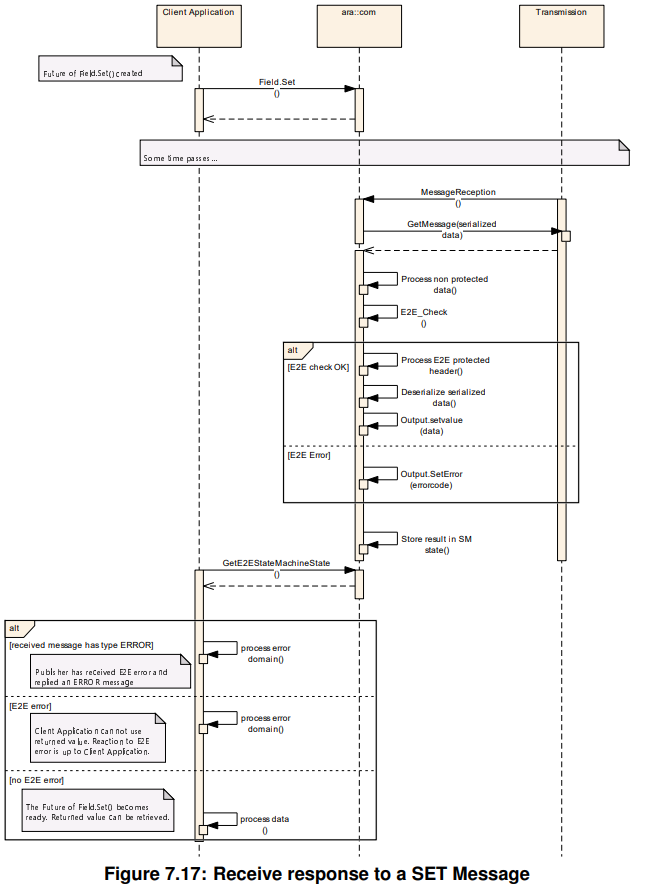 Client Application
ara::com
Transmission
Future of Field.Set() created
Field.Set
()
Some time passes...
MessageReception
()
GetMessage(serialized
data)
Process non protected
data()
E2E_Check
()
alt
[E2E check OK]
Process E2E protected
header()
Deserialize serialized
data()
Output.setvalue
(data)
[E2E Error]
Output.SetError
(errorcode)
Store result in SM
state()
GetE2EStateMachineState
()
alt
[received message has type ERROR]
process error
domain()
Publisher has received E2E error and
replied an ERROR message
[E2E error]
process error
domain()
Client Application can not use
returned value. Reaction to E2E
error is up to Client Application.
[no E2E error]
The Future of Field.Set() becomes
ready. Returned value can be retrieved.
process data
()
Figure 7.17: Receive response to a SET Message